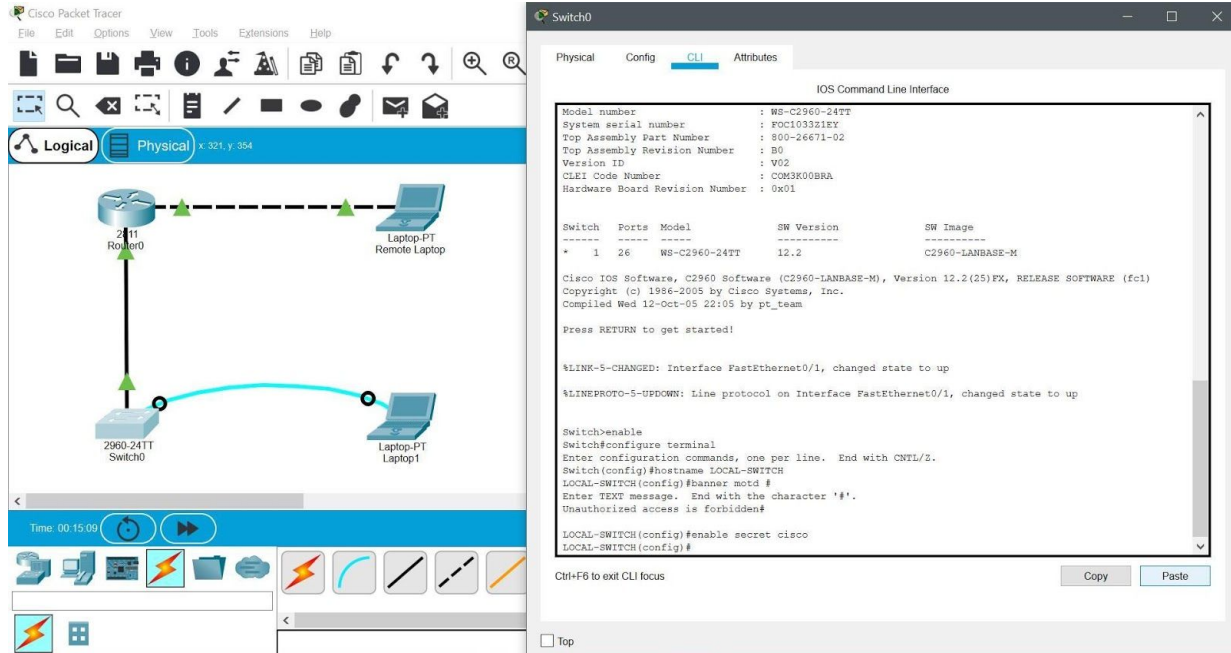 Cisco Packet Tracer
File Edit Options View Tools Extensions Help
Logical Physical x: 321, y: 354
2811
Router0
Laptop-PT
Remote Laptop
2960-24TT
Switch0
Laptop-PT
Laptop1
Time: 00:15:09
Switch0
Physical Config CLI Attributes
IOS Command Line Interface
Model number : WS-C2960-24TT
System serial number : FOC1033Z1EY
Top Assembly Part Number : 800-26671-02
Top Assembly Revision Number : B0
Version ID : V02
CLEI Code Number : COM3K00BRA
Hardware Board Revision Number : 0x01
Switch Ports Model SW Version SW Image
------ ----- ----- ---------- ----------
* 1 26 WS-C2960-24TT 12.2 C2960-LANBASE-M
Cisco IOS Software, C2960 Software (C2960-LANBASE-M), Version 12.2(25)FX, RELEASE SOFTWARE (fc1)
Copyright (c) 1986-2005 by Cisco Systems, Inc.
Compiled Wed 12-Oct-05 22:05 by pt_team
Press RETURN to get started!
%LINK-5-CHANGED: Interface FastEthernet0/1, changed state to up
%LINEPROTO-5-UPDOWN: Line protocol on Interface FastEthernet0/1, changed state to up
Switch>enable
Switch#configure terminal
Enter configuration commands, one per line. End with CNTL/Z.
Switch(config)#hostname LOCAL-SWITCH
LOCAL-SWITCH(config)#banner motd #
Enter TEXT message. End with the character '#'.
Unauthorized access is forbidden#
LOCAL-SWITCH(config)#enable secret cisco
LOCAL-SWITCH(config)#
Ctrl+F6 to exit CLI focus
Copy Paste
Top